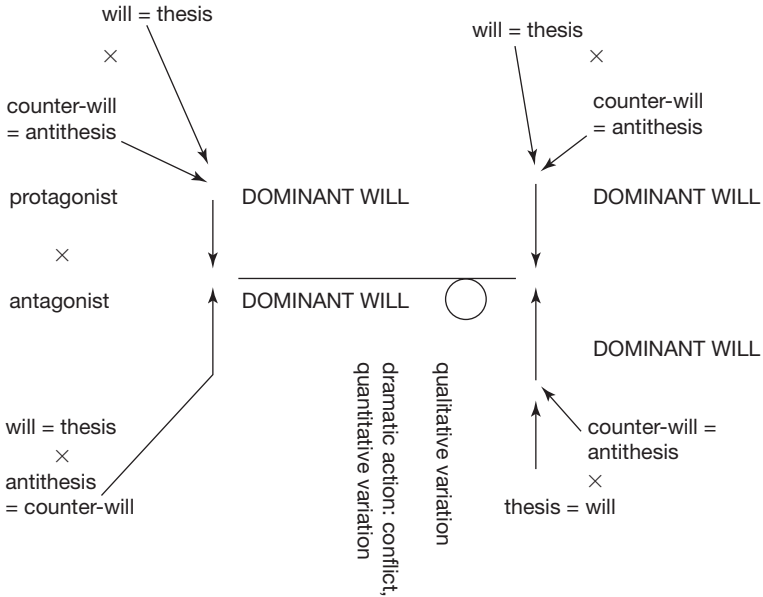 will = thesis
×
counter-will
= antithesis
protagonist
DOMINANT WILL
×
antagonist
DOMINANT WILL
will = thesis
×
antithesis
= counter-will
dramatic action: conflict,
quantitative variation
qualitative variation
will = thesis
×
counter-will
= antithesis
DOMINANT WILL
DOMINANT WILL
counter-will =
antithesis
×
thesis = will